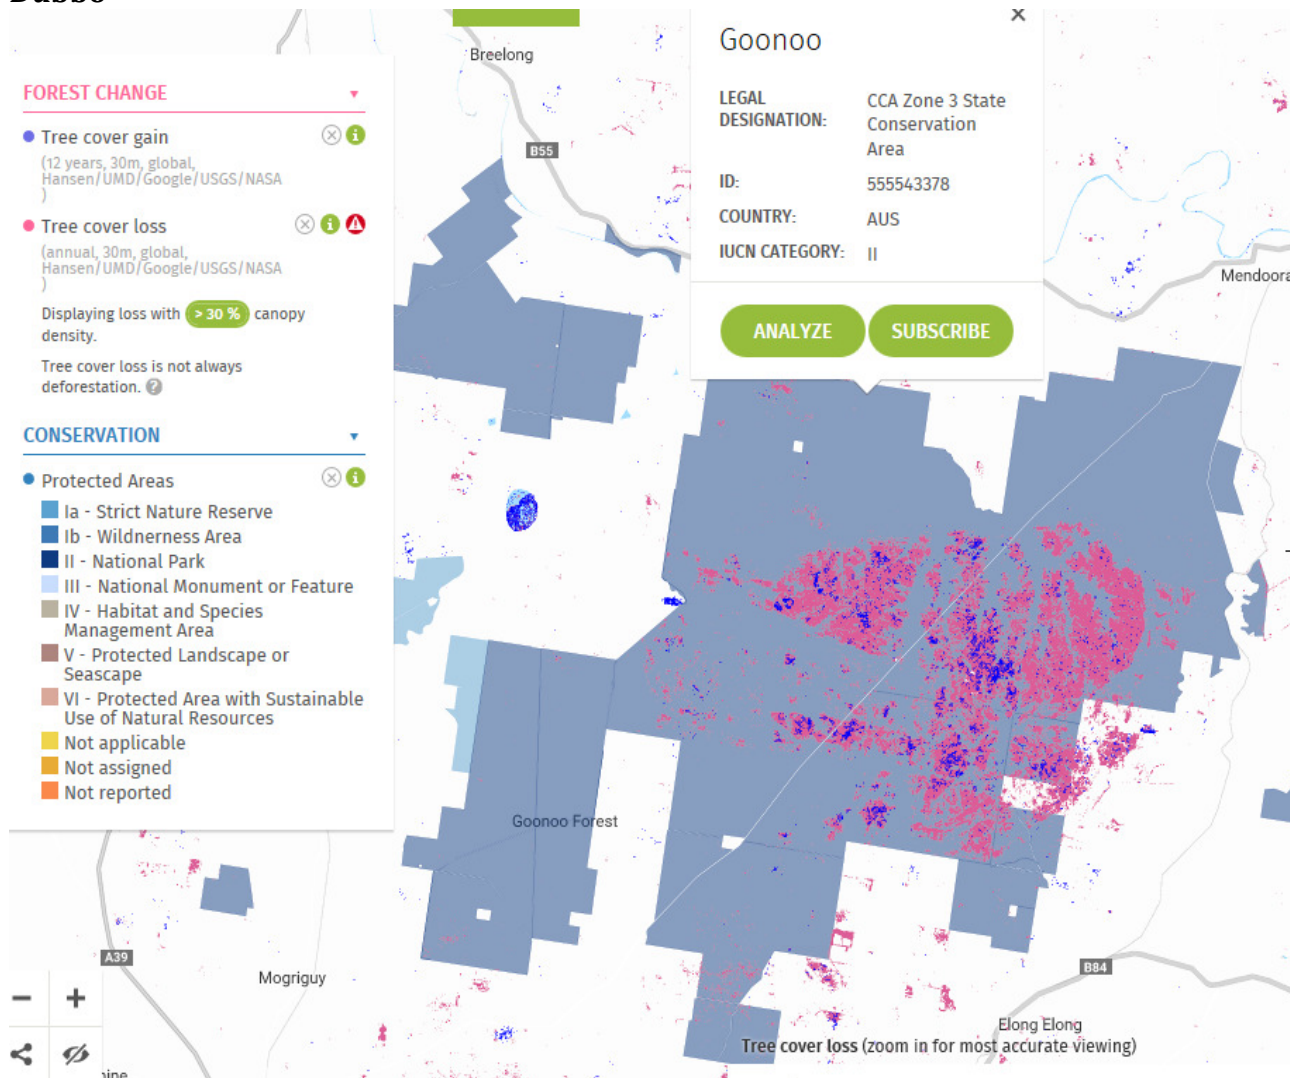 Breelong
Goonoo
LEGAL DESIGNATION: CCA Zone 3 State Conservation Area
ID: 555543378
COUNTRY: AUS
IUCN CATEGORY: II
ANALYZE
SUBSCRIBE
FOREST CHANGE
Tree cover gain
(12 years, 30m, global,
Hansen/UMD/Google/USGS/NASA
)
Tree cover loss
(annual, 30m, global,
Hansen/UMD/Google/USGS/NASA
)
Displaying loss with > 30 % canopy
density.
Tree cover loss is not always
deforestation. ?
CONSERVATION
Protected Areas
Ia - Strict Nature Reserve
Ib - Wildnerness Area
II - National Park
III - National Monument or Feature
IV - Habitat and Species
Management Area
V - Protected Landscape or
Seascape
VI - Protected Area with Sustainable
Use of Natural Resources
Not applicable
Not assigned
Not reported
B55
Mendoora
Goonoo Forest
A39
Mogriguy
B84
Elong Elong
Tree cover loss (zoom in for most accurate viewing)